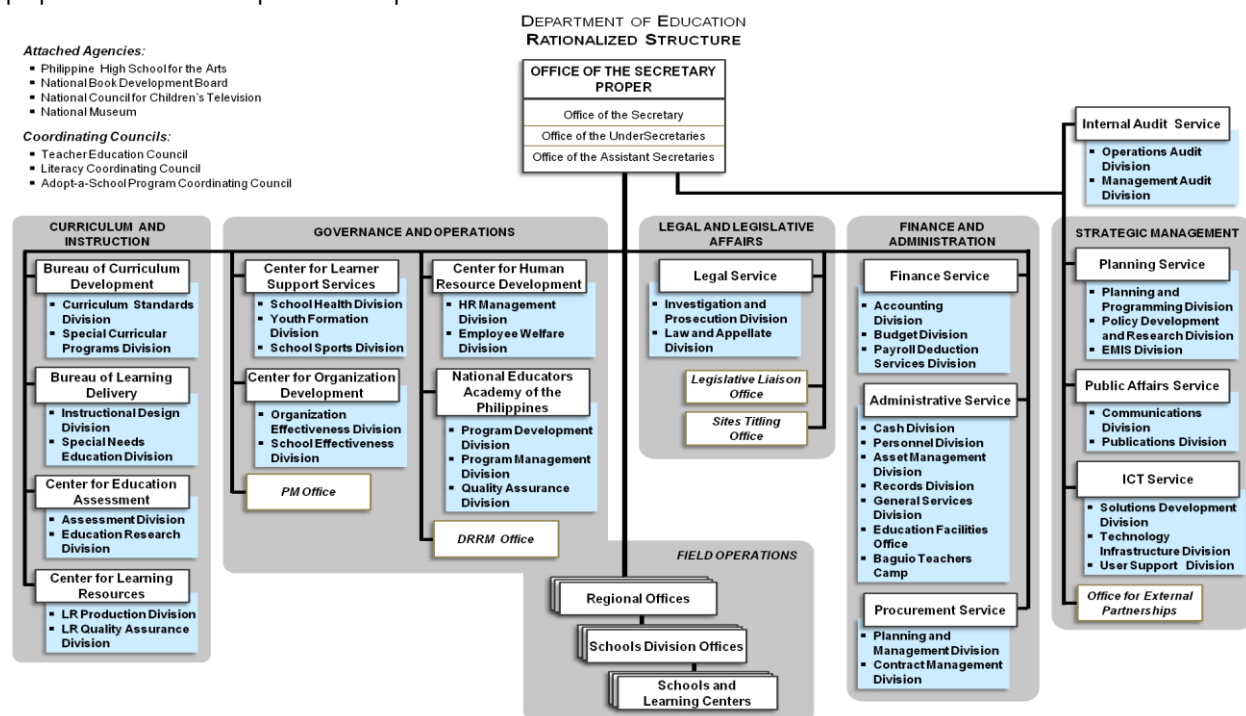 DEPARTMENT OF EDUCATION
RATIONALIZED STRUCTURE
Attached Agencies:
▪ Philippine High School for the Arts
▪ National Book Development Board
▪ National Council for Children's Television
▪ National Museum
Coordinating Councils:
▪ Teacher Education Council
▪ Literacy Coordinating Council
▪ Adopt-a-School Program Coordinating Council
OFFICE OF THE SECRETARY
PROPER
Office of the Secretary
Office of the UnderSecretaries
Office of the Assistant Secretaries
Internal Audit Service
▪ Operations Audit
Division
▪ Management Audit
Division
CURRICULUM AND
INSTRUCTION
Bureau of Curriculum
Development
▪ Curriculum Standards
Division
▪ Special Curricular
Programs Division
Bureau of Learning
Delivery
▪ Instructional Design
Division
▪ Special Needs
Education Division
Center for Education
Assessment
▪ Assessment Division
▪ Education Research
Division
Center for Learning
Resources
▪ LR Production Division
▪ LR Quality Assurance
Division
GOVERNANCE AND OPERATIONS
Center for Learner
Support Services
▪ School Health Division
▪ Youth Formation
Division
▪ School Sports Division
Center for Organization
Development
▪ Organization
Effectiveness Division
▪ School Effectiveness
Division
PM Office
Center for Human
Resource Development
▪ HR Management
Division
▪ Employee Welfare
Division
National Educators
Academy of the
Philippines
▪ Program Development
Division
▪ Program Management
Division
▪ Quality Assurance
Division
DRRM Office
FIELD OPERATIONS
Regional Offices
Schools Division Offices
Schools and
Learning Centers
LEGAL AND LEGISLATIVE
AFFAIRS
Legal Service
▪ Investigation and
Prosecution Division
▪ Law and Appellate
Division
Legislative Liaison
Office
Sites Titling
Office
FINANCE AND
ADMINISTRATION
Finance Service
▪ Accounting
Division
▪ Budget Division
▪ Payroll Deduction
Services Division
Administrative Service
▪ Cash Division
▪ Personnel Division
▪ Asset Management
Division
▪ Records Division
▪ General Services
Division
▪ Education Facilities
Office
▪ Baguio Teachers
Camp
Procurement Service
▪ Planning and
Management Division
▪ Contract Management
Division
STRATEGIC MANAGEMENT
Planning Service
▪ Planning and
Programming Division
▪ Policy Development
and Research Division
▪ EMIS Division
Public Affairs Service
▪ Communications
Division
▪ Publications Division
ICT Service
▪ Solutions Development
Division
▪ Technology
Infrastructure Division
▪ User Support Division
Office for External
Partnerships